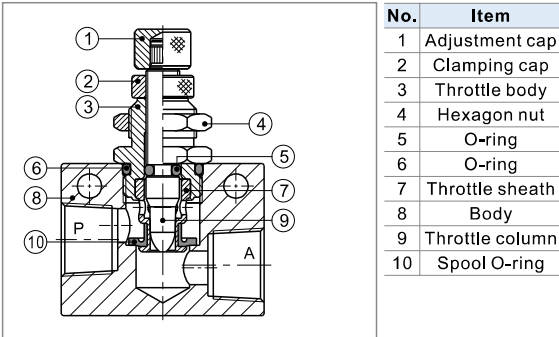 1
2
3
4
5
6
7
8
9
10
P
A
No. Item
1 Adjustment cap
2 Clamping cap
3 Throttle body
4 Hexagon nut
5 O-ring
6 O-ring
7 Throttle sheath
8 Body
9 Throttle column
10 Spool O-ring